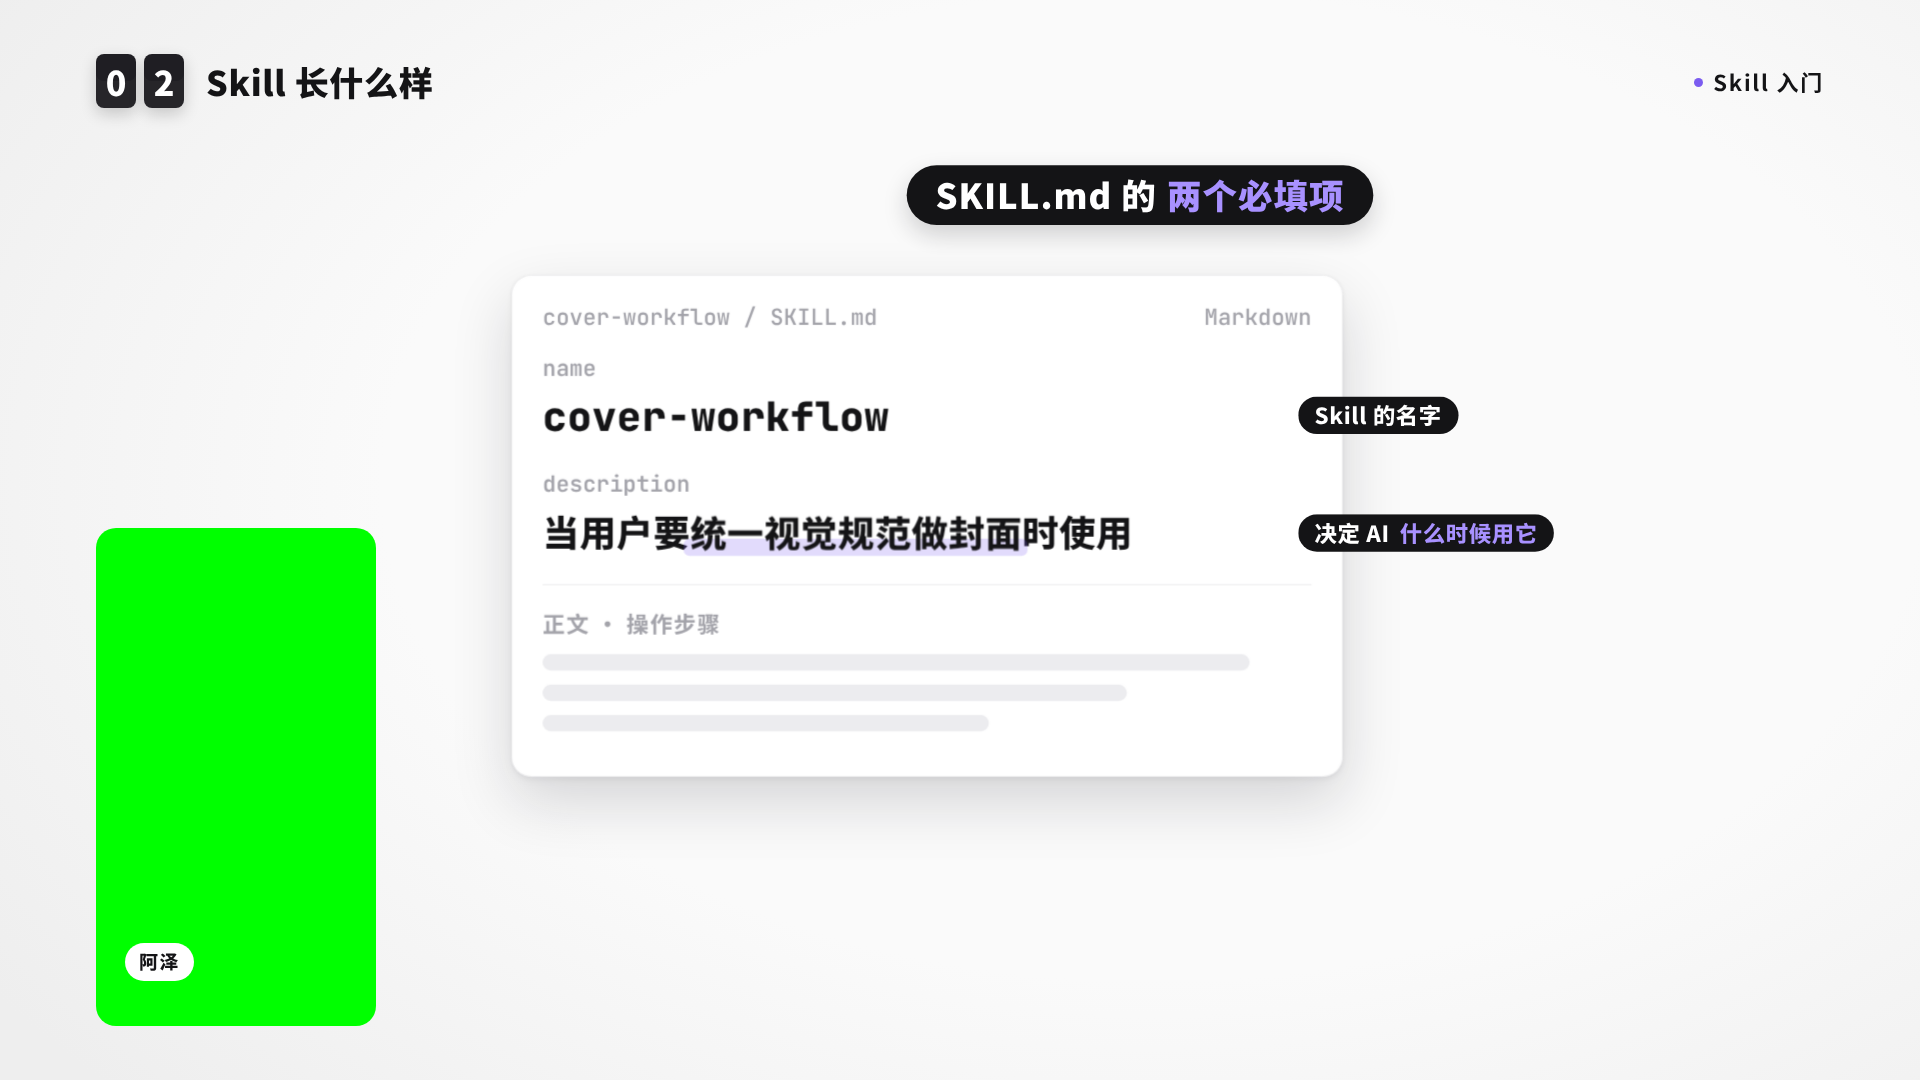 02 Skill 长什么样
Skill 入门
SKILL.md 的 两个必填项
cover-workflow / SKILL.md
Markdown
name
cover-workflow
Skill 的名字
description
当用户要统一视觉规范做封面时使用
决定 AI 什么时候用它
正文 · 操作步骤
阿泽